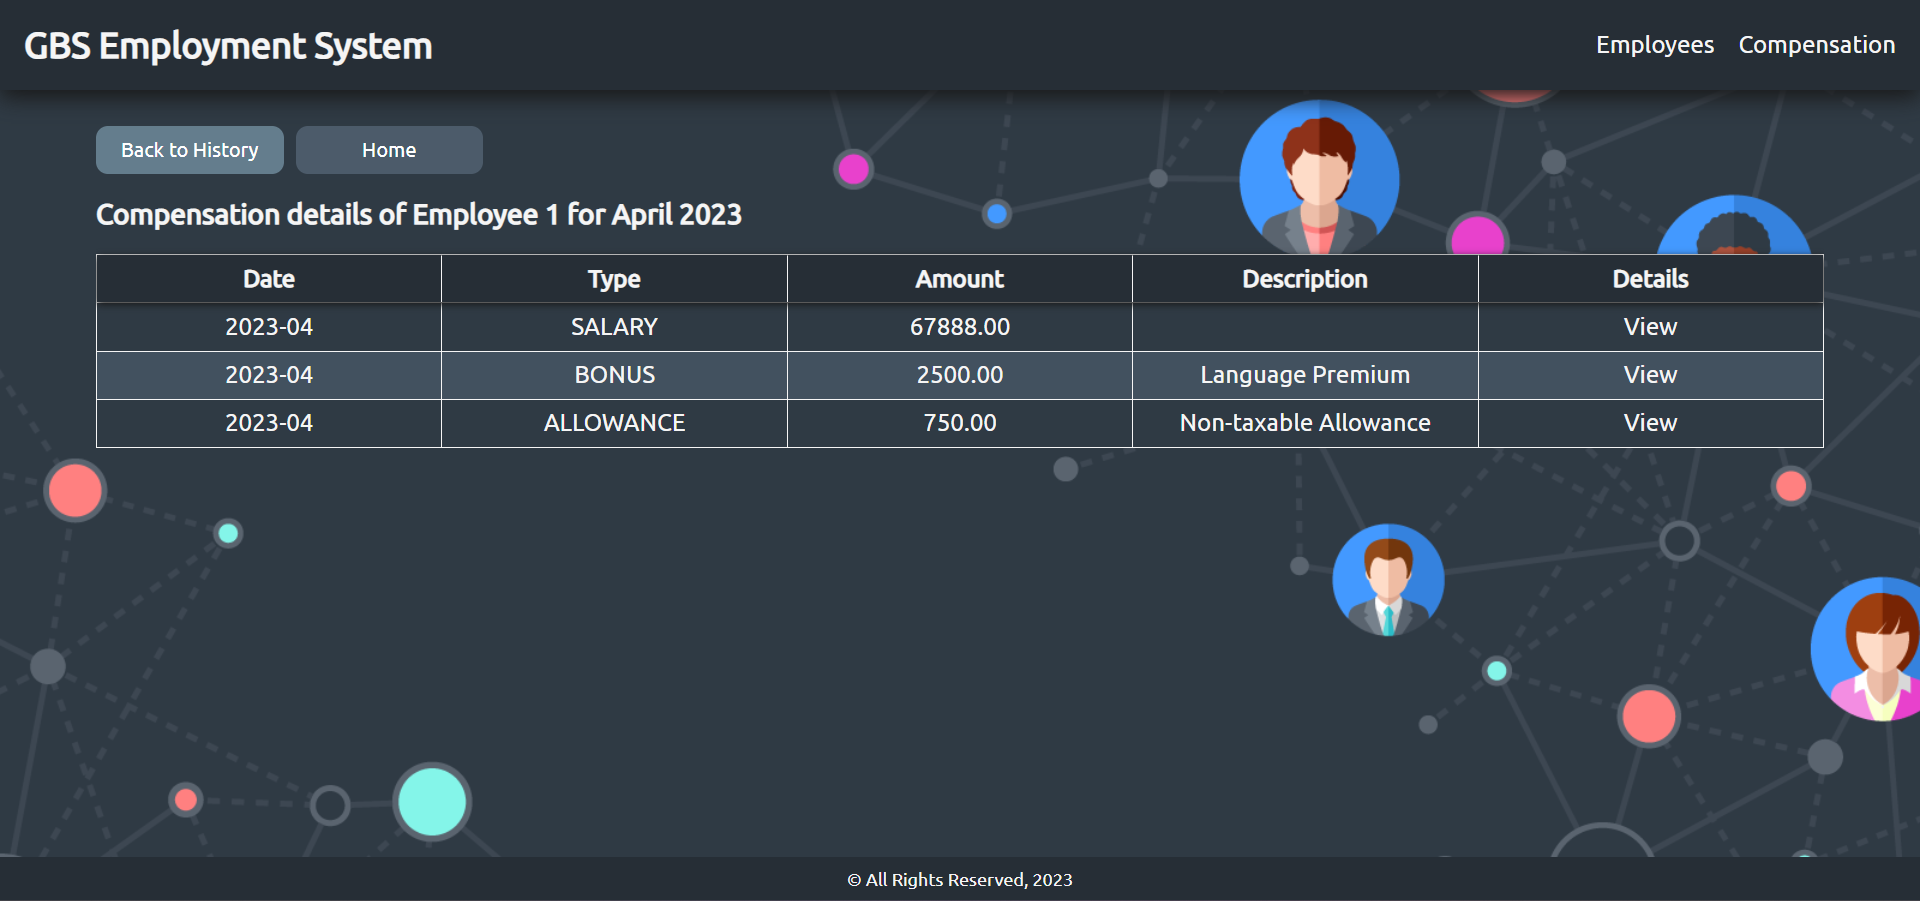 GBS Employment System
Employees Compensation
Back to History Home
Compensation details of Employee 1 for April 2023
Date Type Amount Description Details
2023-04 SALARY 67888.00 View
2023-04 BONUS 2500.00 Language Premium View
2023-04 ALLOWANCE 750.00 Non-taxable Allowance View
© All Rights Reserved, 2023